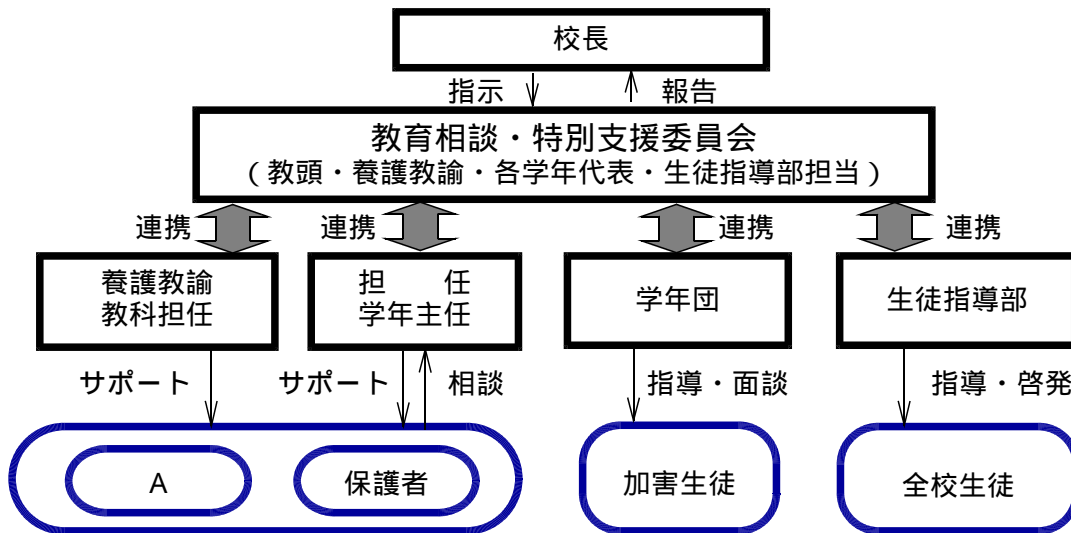 校長
指示
報告
教育相談・特別支援委員会
（教頭・養護教諭・各学年代表・生徒指導部担当）
連携
連携
連携
連携
養護教諭
教科担任
担　　任
学年主任
学年団
生徒指導部
サポート
サポート
相談
指導・面談
指導・啓発
A
保護者
加害生徒
全校生徒